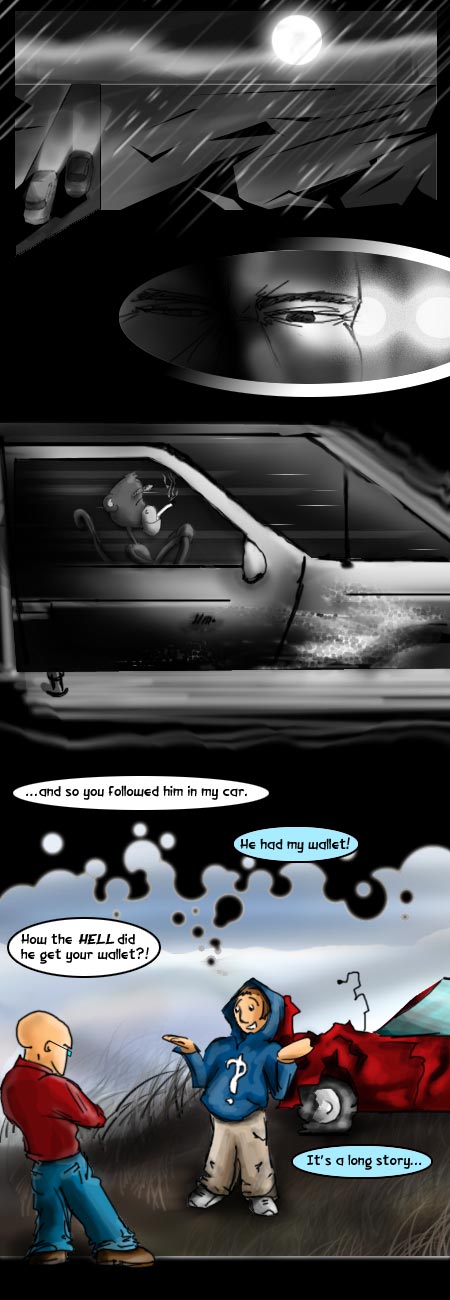 ...and so you followed him in my car.
He had my wallet!
How the HELL did
he get your wallet?!
?
It's a long story...